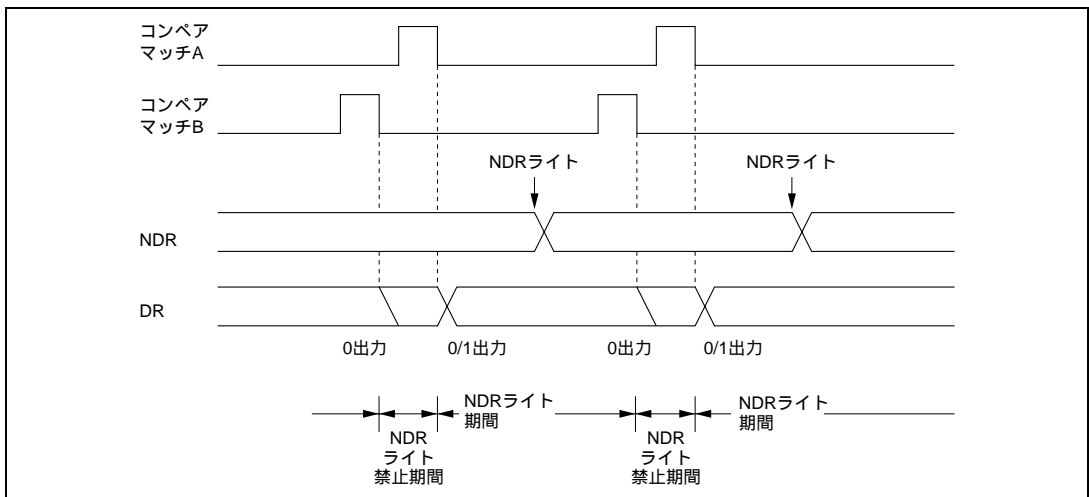 コンペア
マッチA
コンペア
マッチB
NDRライト
NDRライト
NDR
DR
0出力
0/1出力
0出力
0/1出力
NDRライト
期間
NDRライト
期間
NDR
ライト
禁止期間
NDR
ライト
禁止期間